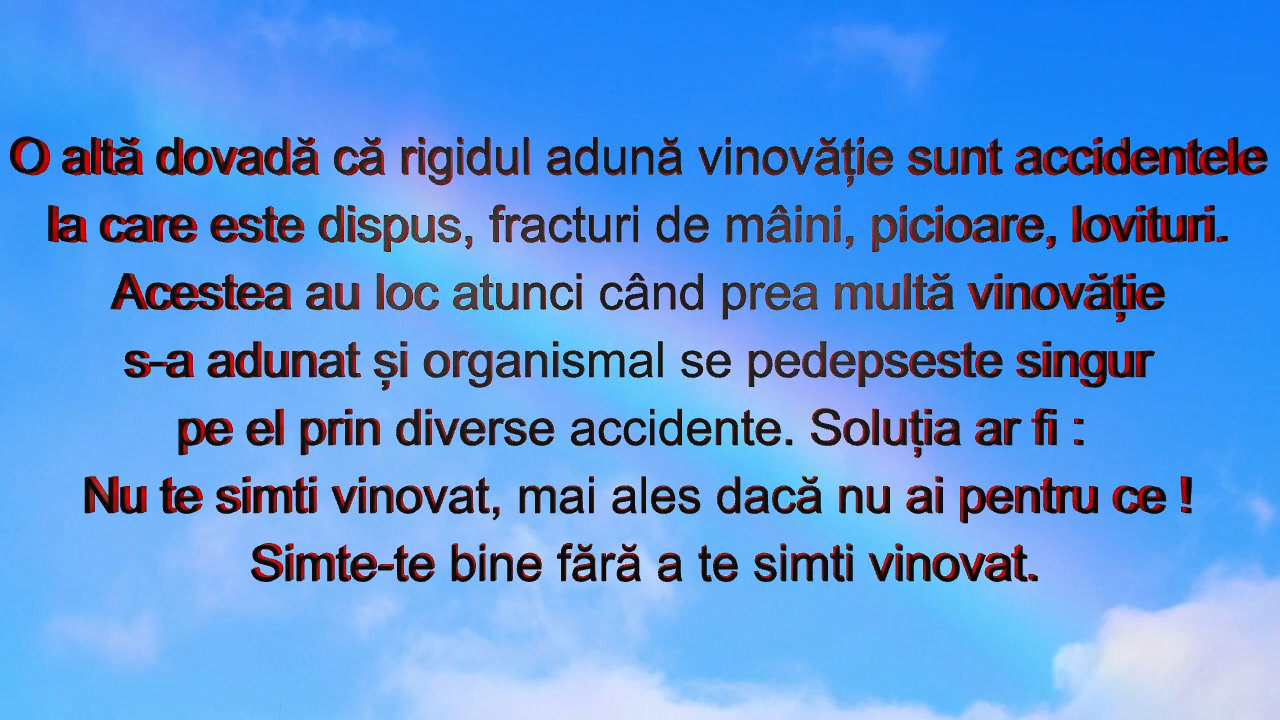 O altă dovadă că rigidul adună vinovăție sunt accidentele
la care este dispus, fracturi de mâini, picioare, lovituri.
Acestea au loc atunci când prea multă vinovăție
s-a adunat și organismal se pedepseste singur
pe el prin diverse accidente. Soluția ar fi :
Nu te simti vinovat, mai ales dacă nu ai pentru ce !
Simte-te bine fără a te simti vinovat.